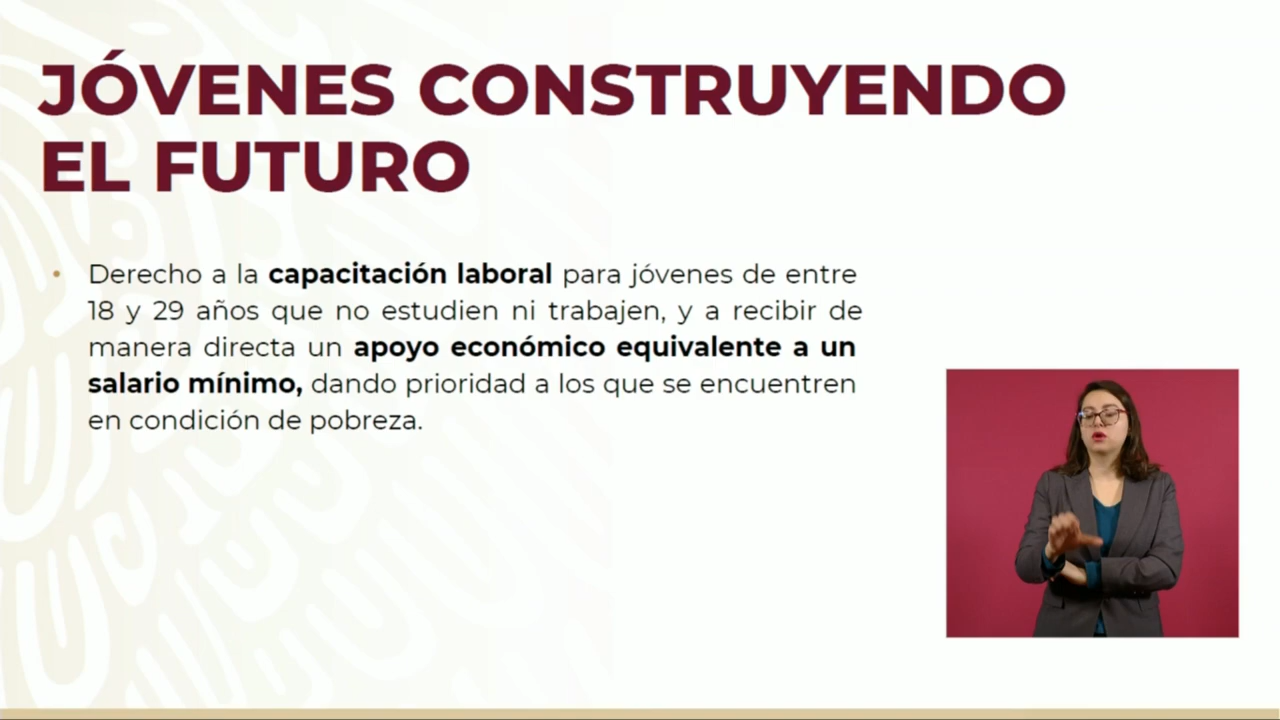 JÓVENES CONSTRUYENDO
EL FUTURO
• Derecho a la capacitación laboral para jóvenes de entre
18 y 29 años que no estudien ni trabajen, y a recibir de
manera directa un apoyo económico equivalente a un
salario mínimo, dando prioridad a los que se encuentren
en condición de pobreza.